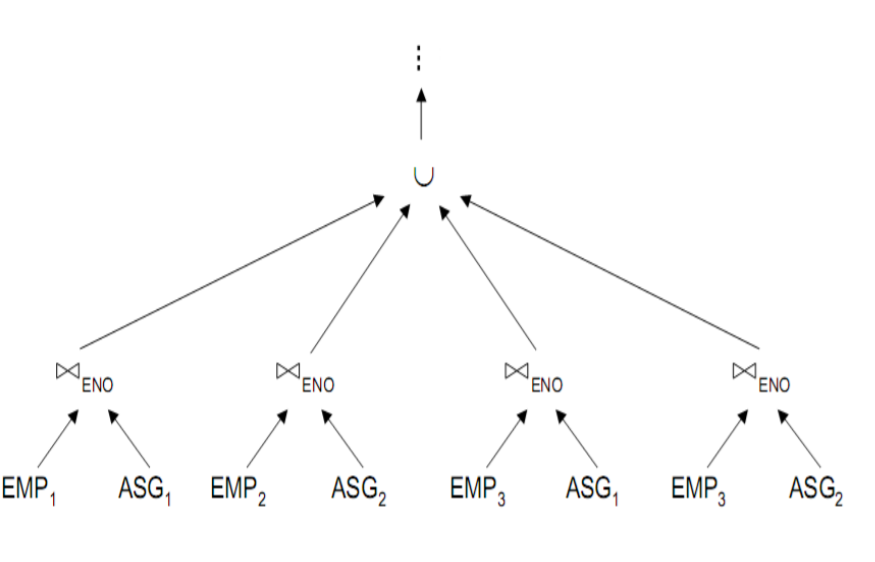 ⋮
∪
⋈ENO ⋈ENO ⋈ENO ⋈ENO
EMP₁ ASG₁ EMP₂ ASG₂ EMP₃ ASG₁ EMP₃ ASG₂